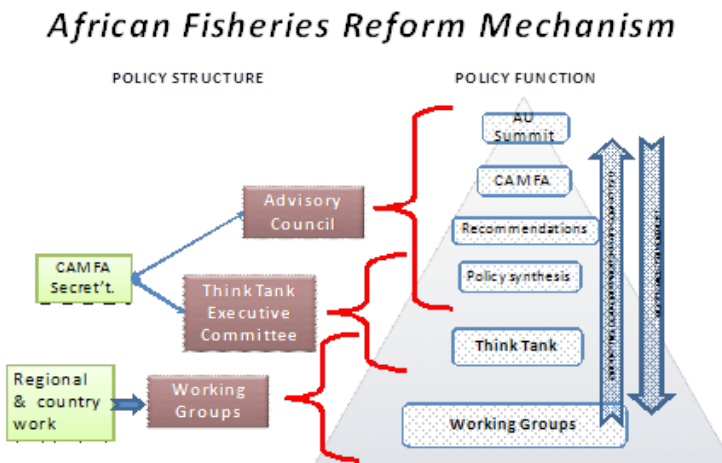 African Fisheries Reform Mechanism
POLICY STRUCTURE
POLICY FUNCTION
AU
Summit
CAMFA
Advisory
Council
Recommendations
CAMFA
Secret't.
Policy synthesis
Think Tank
Executive
Committee
Think Tank
Regional
& country
work
Working
Groups
Working Groups